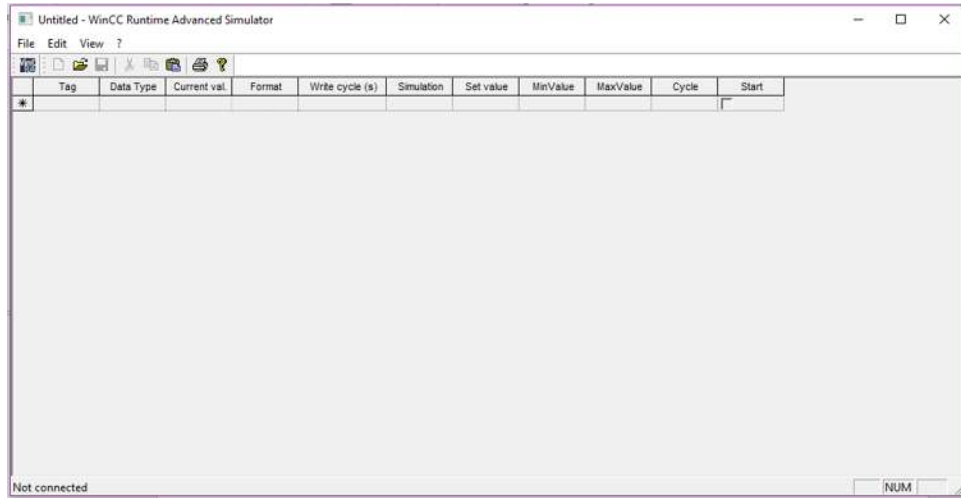 Untitled - WinCC Runtime Advanced Simulator
File Edit View ?
Tag Data Type Current val. Format Write cycle (s) Simulation Set value MinValue MaxValue Cycle Start
Not connected NUM